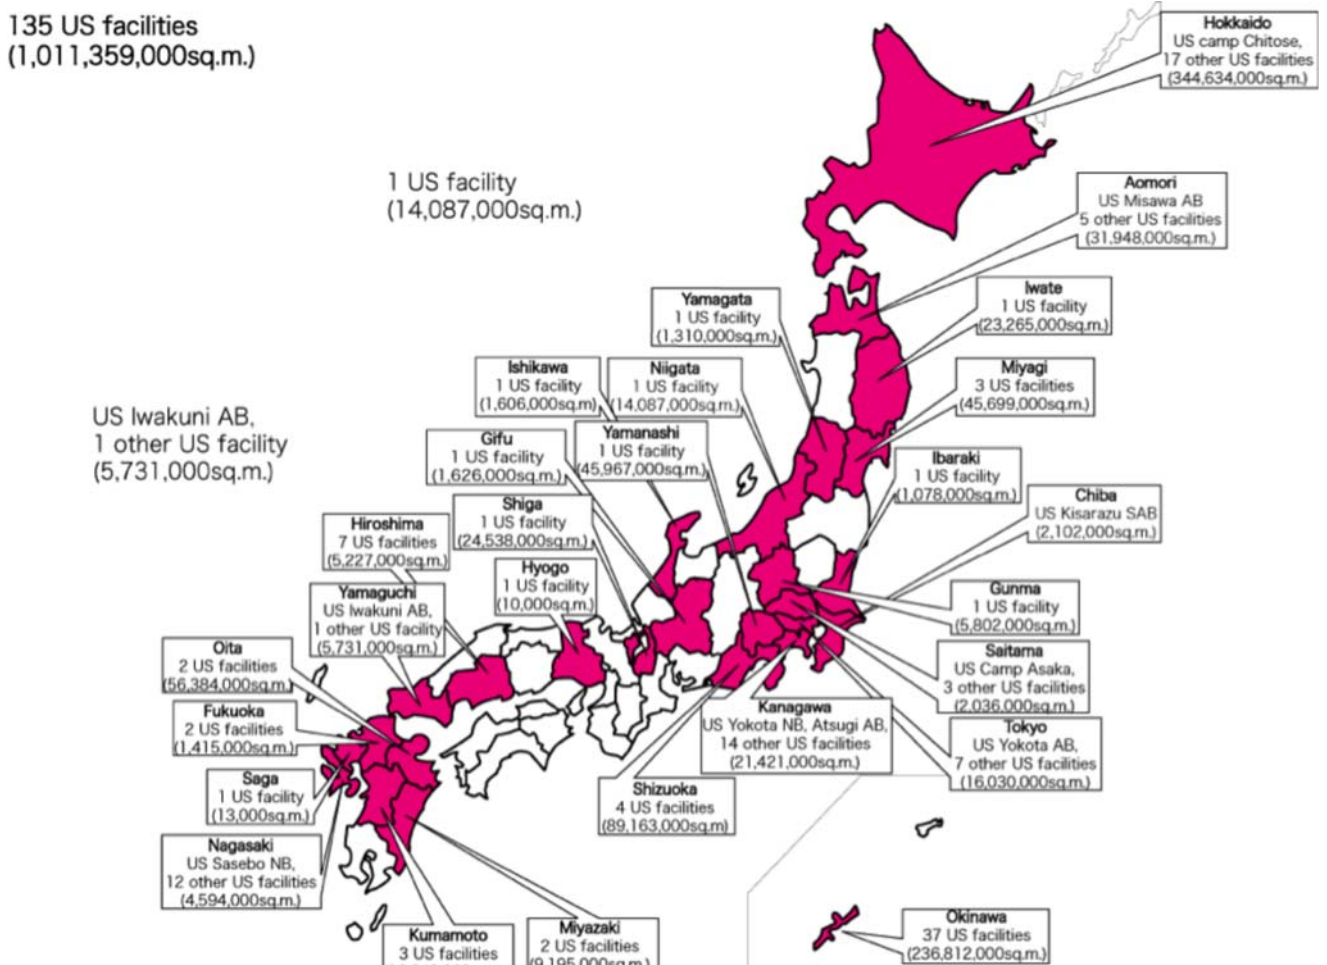 135 US facilities
(1,011,359,000sq.m.)
Hokkaido
US camp Chitose,
17 other US facilities
(344,634,000sq.m.)
1 US facility
(14,087,000sq.m.)
Aomori
US Misawa AB
5 other US facilities
(31,948,000sq.m.)
Iwate
1 US facility
(23,265,000sq.m.)
Yamagata
1 US facility
(1,310,000sq.m.)
Ishikawa
1 US facility
(1,606,000sq.m)
Niigata
1 US facility
(14,087,000sq.m.)
Miyagi
3 US facilities
(45,699,000sq.m.)
US Iwakuni AB,
1 other US facility
(5,731,000sq.m.)
Gifu
1 US facility
(1,626,000sq.m.)
Yamanashi
1 US facility
(45,967,000sq.m.)
Ibaraki
1 US facility
(1,078,000sq.m.)
Chiba
US Kisarazu SAB
(2,102,000sq.m.)
Shiga
1 US facility
(24,538,000sq.m.)
Hiroshima
7 US facilities
(5,227,000sq.m.)
Hyogo
1 US facility
(10,000sq.m.)
Yamaguchi
US Iwakuni AB,
1 other US facility
(5,731,000sq.m.)
Gunma
1 US facility
(5,802,000sq.m.)
Oita
2 US facilities
(56,384,000sq.m.)
Saitama
US Camp Asaka,
3 other US facilities
(2,036,000sq.m.)
Fukuoka
2 US facilities
(1,415,000sq.m.)
Kanagawa
US Yokota NB, Atsugi AB,
14 other US facilities
(21,421,000sq.m.)
Tokyo
US Yokota AB,
7 other US facilities
(16,030,000sq.m.)
Saga
1 US facility
(13,000sq.m.)
Shizuoka
4 US facilities
(89,163,000sq.m)
Nagasaki
US Sasebo NB,
12 other US facilities
(4,594,000sq.m.)
Kumamoto
3 US facilities
Miyazaki
2 US facilities
(9,195,000sq.m.)
Okinawa
37 US facilities
(236,812,000sq.m.)